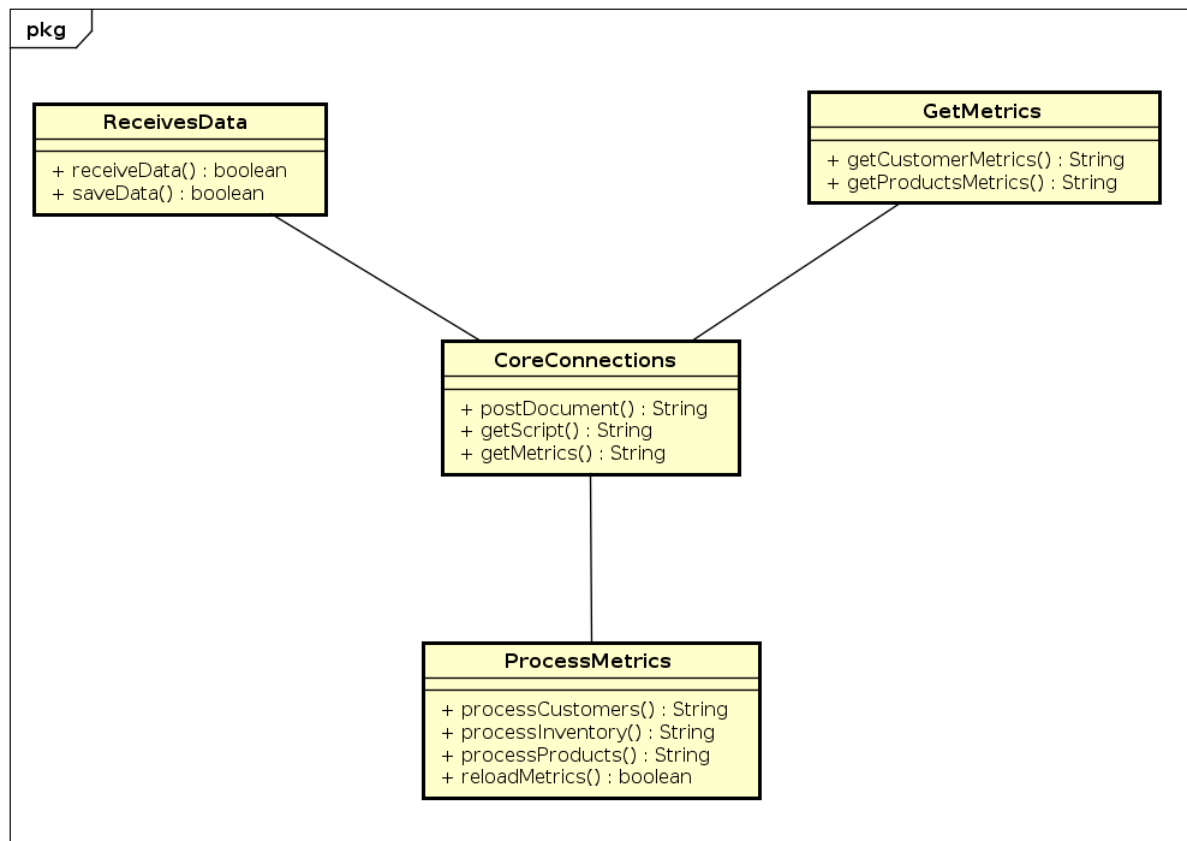 pkg
ReceivesData
+ receiveData() : boolean
+ saveData() : boolean
GetMetrics
+ getCustomerMetrics() : String
+ getProductsMetrics() : String
CoreConnections
+ postDocument() : String
+ getScript() : String
+ getMetrics() : String
ProcessMetrics
+ processCustomers() : String
+ processInventory() : String
+ processProducts() : String
+ reloadMetrics() : boolean